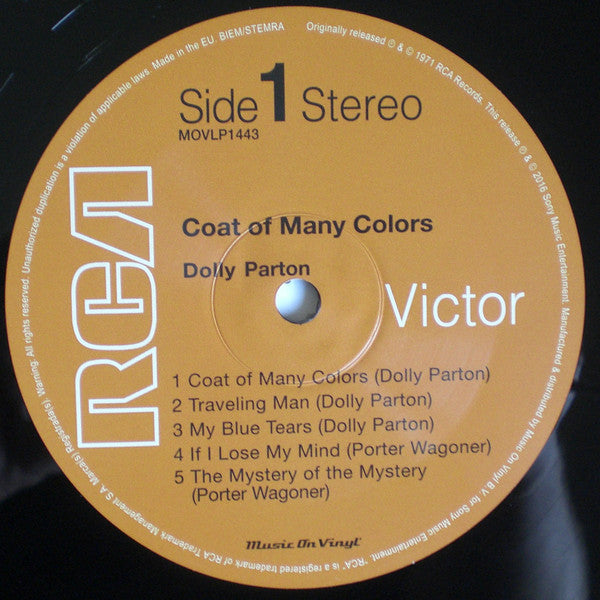 Side 1 Stereo
MOVLP1443
Coat of Many Colors
Dolly Parton
RCA
Victor
1 Coat of Many Colors (Dolly Parton)
2 Traveling Man (Dolly Parton)
3 My Blue Tears (Dolly Parton)
4 If I Lose My Mind (Porter Wagoner)
5 The Mystery of the Mystery
(Porter Wagoner)
Music On Vinyl
Originally released ℗ & © 1971 RCA Records. This release ℗ & © 2016 Sony Music Entertainment. Manufactured & distributed by Music On Vinyl B.V. for Sony Music Entertainment. "RCA" is a registered trademark of RCA Trademark Management S.A. Marca(s) Registrada(s). Warning: All rights reserved. Unauthorized duplication is a violation of applicable laws. Made in the EU. BIEM/STEMRA